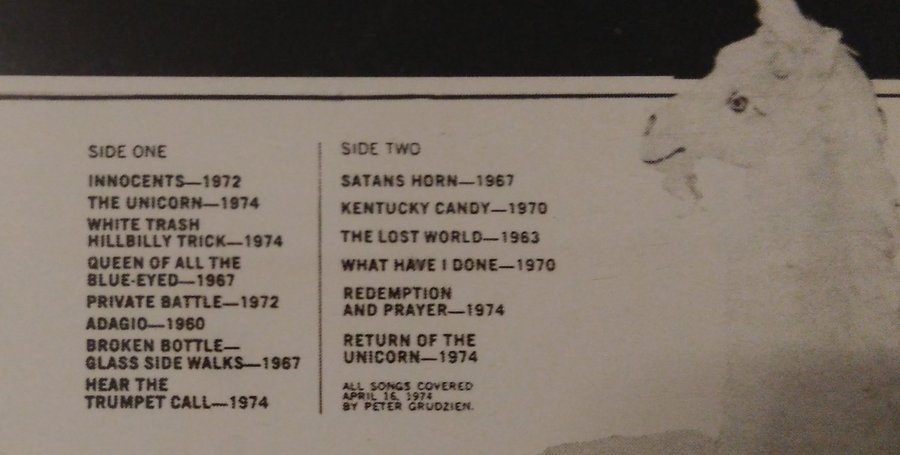 SIDE ONE
INNOCENTS—1972
THE UNICORN—1974
WHITE TRASH
HILLBILLY TRICK—1974
QUEEN OF ALL THE
BLUE-EYED—1967
PRIVATE BATTLE—1972
ADAGIO—1960
BROKEN BOTTLE—
GLASS SIDE WALKS—1967
HEAR THE
TRUMPET CALL—1974
SIDE TWO
SATANS HORN—1967
KENTUCKY CANDY—1970
THE LOST WORLD—1963
WHAT HAVE I DONE—1970
REDEMPTION
AND PRAYER—1974
RETURN OF THE
UNICORN—1974
ALL SONGS COVERED
APRIL 16, 1974
BY PETER GRUDZIEN.